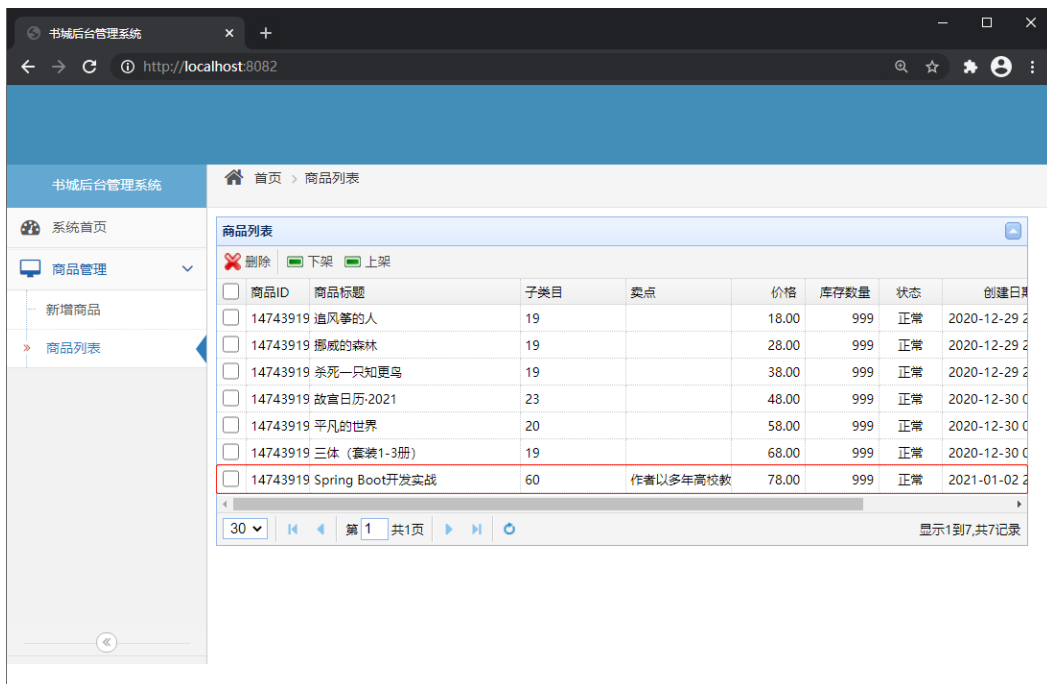 书城后台管理系统
http://localhost:8082
书城后台管理系统
首页 > 商品列表
系统首页
商品管理
新增商品
商品列表
商品列表
删除 下架 上架
商品ID 商品标题 子类目 卖点 价格 库存数量 状态 创建日期
14743919 追风筝的人 19 18.00 999 正常 2020-12-29 2
14743919 挪威的森林 19 28.00 999 正常 2020-12-29 2
14743919 杀死一只知更鸟 19 38.00 999 正常 2020-12-29 2
14743919 故宫日历·2021 23 48.00 999 正常 2020-12-30 0
14743919 平凡的世界 20 58.00 999 正常 2020-12-30 0
14743919 三体（套装1-3册） 19 68.00 999 正常 2020-12-30 0
14743919 Spring Boot开发实战 60 作者以多年高校教 78.00 999 正常 2021-01-02 2
30 第 1 共1页 显示1到7,共7记录